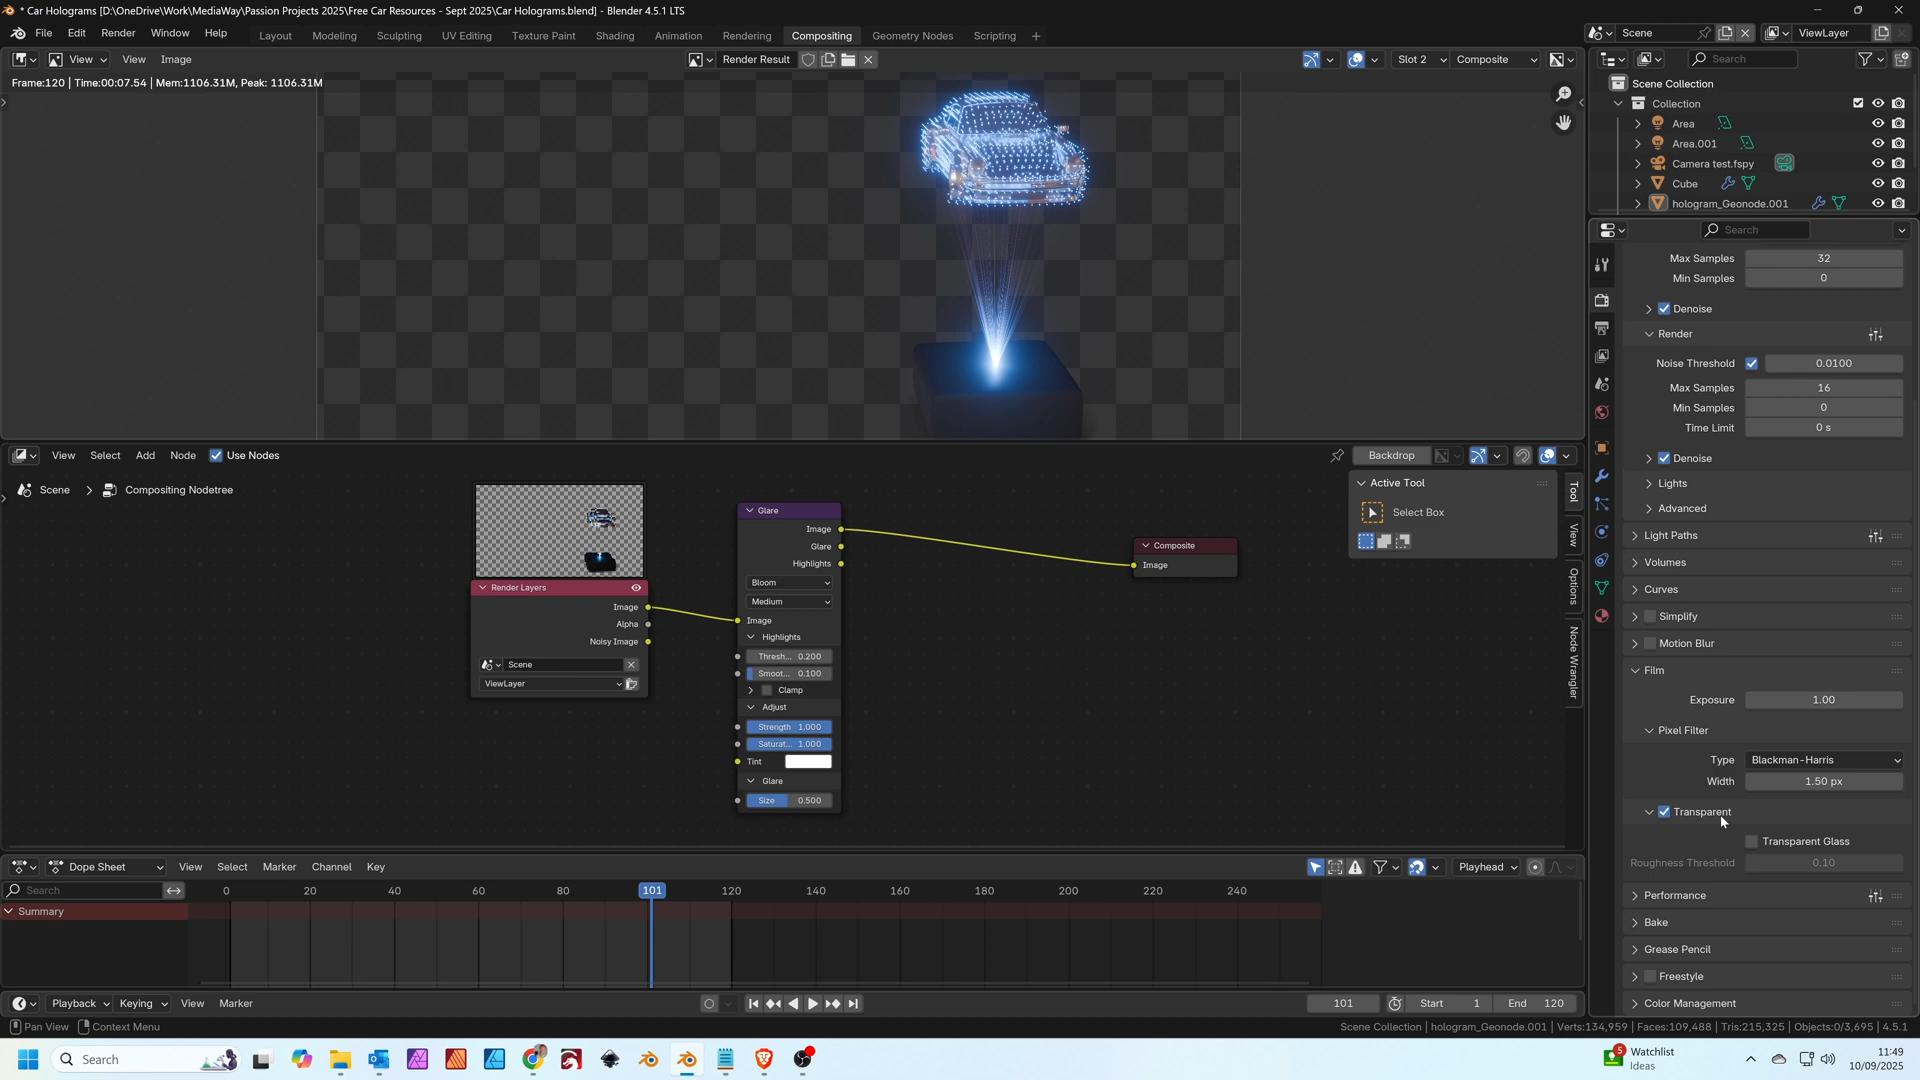 * Car Holograms [D:\OneDrive\Work\MediaWay\Passion Projects 2025\Free Car Resources - Sept 2025\Car Holograms.blend] - Blender 4.5.1 LTS
File Edit Render Window Help Layout Modeling Sculpting UV Editing Texture Paint Shading Animation Rendering Compositing Geometry Nodes Scripting + Scene ViewLayer
View View Image Render Result Slot 2 Composite Search
Frame:120 | Time:00:07.54 | Mem:1106.31M, Peak: 1106.31M
Scene Collection
Collection
Area
Area.001
Camera test.fspy
Cube
hologram_Geonode.001
Search
Max Samples 32
Min Samples 0
Denoise
Render
Noise Threshold 0.0100
Max Samples 16
Min Samples 0
Time Limit 0 s
Denoise
Lights
Advanced
Light Paths
Volumes
Curves
Simplify
Motion Blur
Film
Exposure 1.00
Pixel Filter
Type Blackman-Harris
Width 1.50 px
Transparent
Transparent Glass
Roughness Threshold 0.10
Performance
Bake
Grease Pencil
Freestyle
Color Management
View Select Add Node Use Nodes Backdrop
Scene > Compositing Nodetree
Active Tool
Select Box
Tool
View
Options
Node Wrangler
Render Layers
Image
Alpha
Noisy Image
Scene
ViewLayer
Glare
Image
Glare
Highlights
Bloom
Medium
Image
Highlights
Thresh... 0.200
Smoot... 0.100
Clamp
Adjust
Strength 1.000
Saturat... 1.000
Tint
Glare
Size 0.500
Composite
Image
Dope Sheet View Select Marker Channel Key Playhead
Search 0 20 40 60 80 101 120 140 160 180 200 220 240
Summary
Playback Keying View Marker 101 Start 1 End 120
Pan View Context Menu Scene Collection | hologram_Geonode.001 | Verts:134,959 | Faces:109,488 | Tris:215,325 | Objects:0/3,695 | 4.5.1
Search
5
Watchlist
Ideas
11:49
10/09/2025